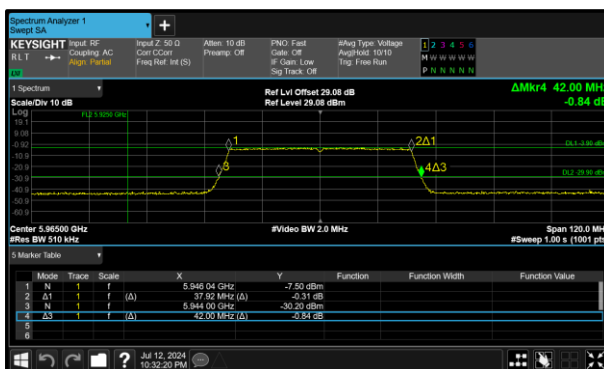 Spectrum Analyzer 1
Swept SA
+
KEYSIGHT
RLT
Input: RF
Coupling: AC
Align: Partial
Input Z: 50 Ω
Corr CCorr
Freq Ref: Int (S)
Atten: 10 dB
Preamp: Off
PNO: Fast
Gate: Off
IF Gain: Low
Sig Track: Off
#Avg Type: Voltage
Avg|Hold: 10/10
Trig: Free Run
1 2 3 4 5 6
M W W W W W
P N N N N N
1 Spectrum
Scale/Div 10 dB
Ref Lvl Offset 29.08 dB
Ref Level 29.08 dBm
ΔMkr4 42.00 MHz
-0.84 dB
Log
19.1
9.08
-0.92
-10.9
-20.9
-30.9
-40.9
-50.9
-60.9
FL2 5.9250 GHz
1
2Δ1
3
4Δ3
DL1 -3.90 dBm
DL2 -29.90 dBm
Center 5.96500 GHz
#Res BW 510 kHz
#Video BW 2.0 MHz
Span 120.0 MHz
#Sweep 1.00 s (1001 pts)
5 Marker Table
Mode Trace Scale X Y Function Function Width Function Value
1 N 1 f 5.946 04 GHz -7.50 dBm
2 Δ1 1 f (Δ) 37.92 MHz (Δ) -0.31 dB
3 N 1 f 5.944 00 GHz -30.20 dBm
4 Δ3 1 f (Δ) 42.00 MHz (Δ) -0.84 dB
5
6
?
Jul 12, 2024
10:32:20 PM